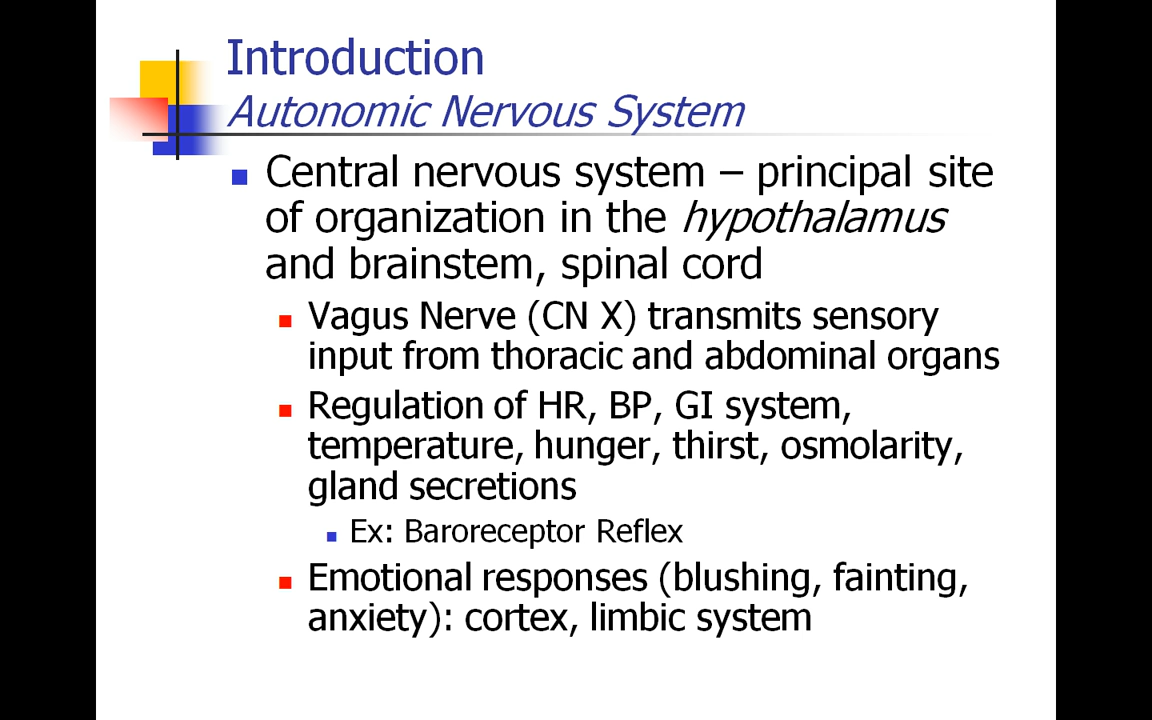 Introduction
Autonomic Nervous System
Central nervous system – principal site
of organization in the hypothalamus
and brainstem, spinal cord
Vagus Nerve (CN X) transmits sensory
input from thoracic and abdominal organs
Regulation of HR, BP, GI system,
temperature, hunger, thirst, osmolarity,
gland secretions
Ex: Baroreceptor Reflex
Emotional responses (blushing, fainting,
anxiety): cortex, limbic system